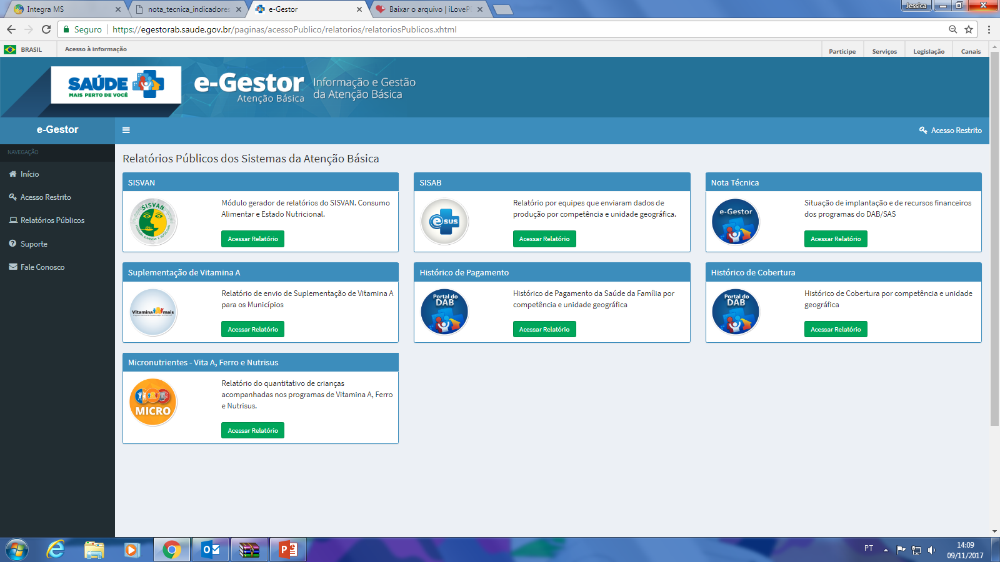 Integra MS
nota_tecnica_indicadores
e-Gestor
Baixar o arquivo | iLovePD
Jessica
Seguro
https://egestorab.saude.gov.br/paginas/acessoPublico/relatorios/relatoriosPublicos.xhtml
BRASIL
Acesso à informação
Participe
Serviços
Legislação
Canais
SAÚDE
MAIS PERTO DE VOCÊ
e-Gestor
Atenção Básica
Informação e Gestão
da Atenção Básica
e-Gestor
Acesso Restrito
NAVEGAÇÃO
Início
Acesso Restrito
Relatórios Públicos
Suporte
Fale Conosco
Relatórios Públicos dos Sistemas da Atenção Básica
SISVAN
SISVAN
Módulo gerador de relatórios do SISVAN. Consumo
Alimentar e Estado Nutricional.
Acessar Relatório
SISAB
e SUS
Relatório por equipes que enviaram dados de
produção por competência e unidade geográfica.
Acessar Relatório
Nota Técnica
e-Gestor
Situação de implantação e de recursos financeiros
dos programas do DAB/SAS
Acessar Relatório
Suplementação de Vitamina A
Vitamina mais
Relatório de envio de Suplementação de Vitamina A
para os Municípios
Acessar Relatório
Histórico de Pagamento
Portal do
DAB
Histórico de Pagamento da Saúde da Família por
competência e unidade geográfica
Acessar Relatório
Histórico de Cobertura
Portal do
DAB
Histórico de Cobertura por competência e unidade
geográfica
Acessar Relatório
Micronutrientes - Vita A, Ferro e Nutrisus
MICRO
Relatório do quantitativo de crianças
acompanhadas nos programas de Vitamina A, Ferro
e Nutrisus.
Acessar Relatório
PT
14:09
09/11/2017